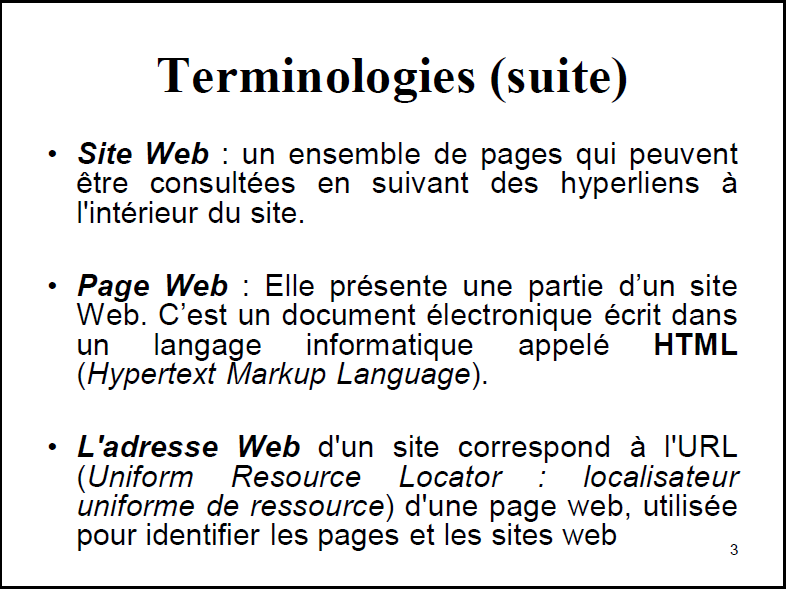 Terminologies (suite)
• Site Web : un ensemble de pages qui peuvent
être consultées en suivant des hyperliens à
l'intérieur du site.
• Page Web : Elle présente une partie d’un site
Web. C’est un document électronique écrit dans
un langage informatique appelé HTML
(Hypertext Markup Language).
• L'adresse Web d'un site correspond à l'URL
(Uniform Resource Locator : localisateur
uniforme de ressource) d'une page web, utilisée
pour identifier les pages et les sites web
3